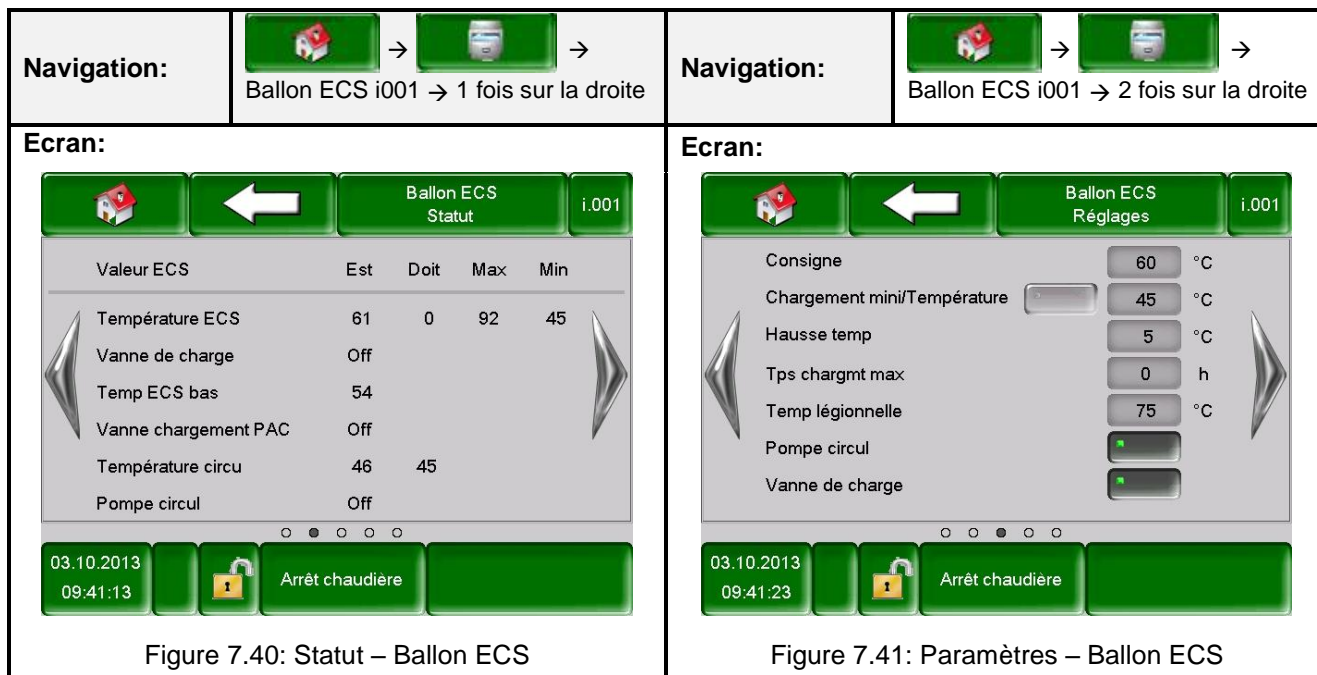 Navigation:
→ →
Ballon ECS i001 → 1 fois sur la droite
Ecran:
Ballon ECS
Statut
i.001
Valeur ECS Est Doit Max Min
Température ECS 61 0 92 45
Vanne de charge Off
Temp ECS bas 54
Vanne chargement PAC Off
Température circu 46 45
Pompe circul Off
03.10.2013
09:41:13
Arrêt chaudière
Figure 7.40: Statut – Ballon ECS
Navigation:
→ →
Ballon ECS i001 → 2 fois sur la droite
Ecran:
Ballon ECS
Réglages
i.001
Consigne 60 °C
Chargement mini/Température 45 °C
Hausse temp 5 °C
Tps chargmt max 0 h
Temp légionnelle 75 °C
Pompe circul
Vanne de charge
03.10.2013
09:41:23
Arrêt chaudière
Figure 7.41: Paramètres – Ballon ECS